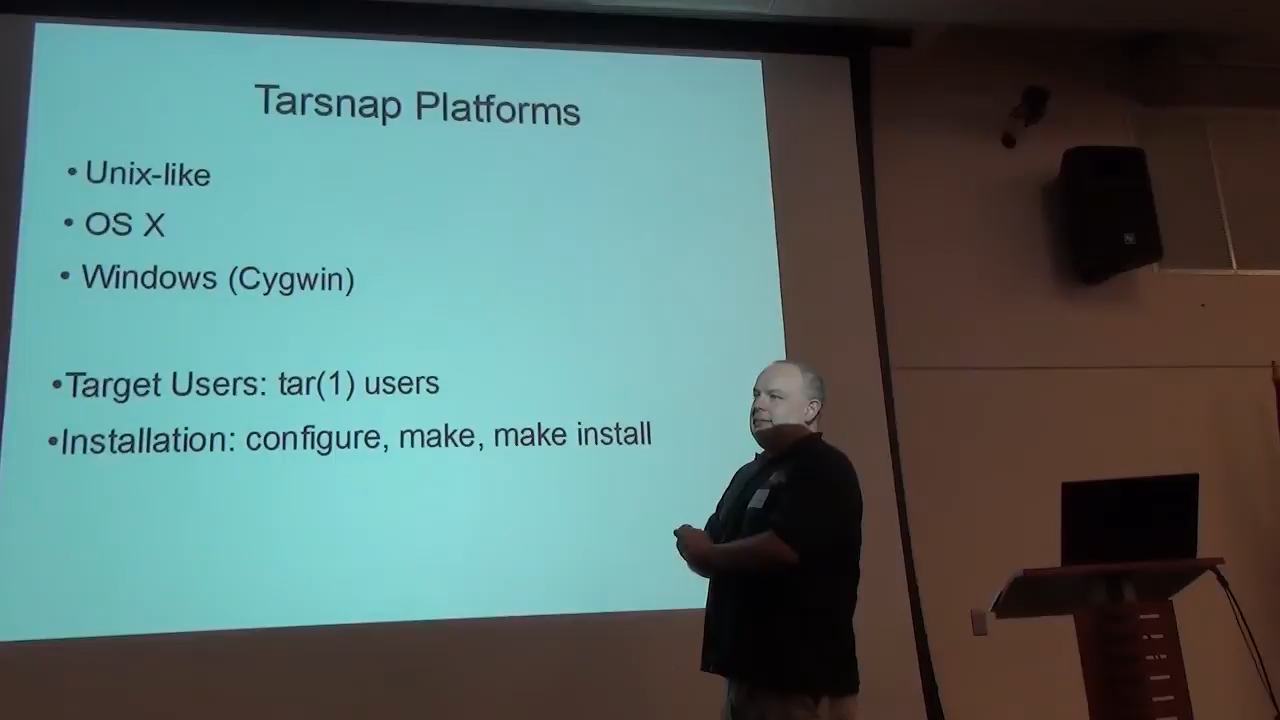 Tarsnap Platforms
• Unix-like
• OS X
• Windows (Cygwin)
•Target Users: tar(1) users
•Installation: configure, make, make install